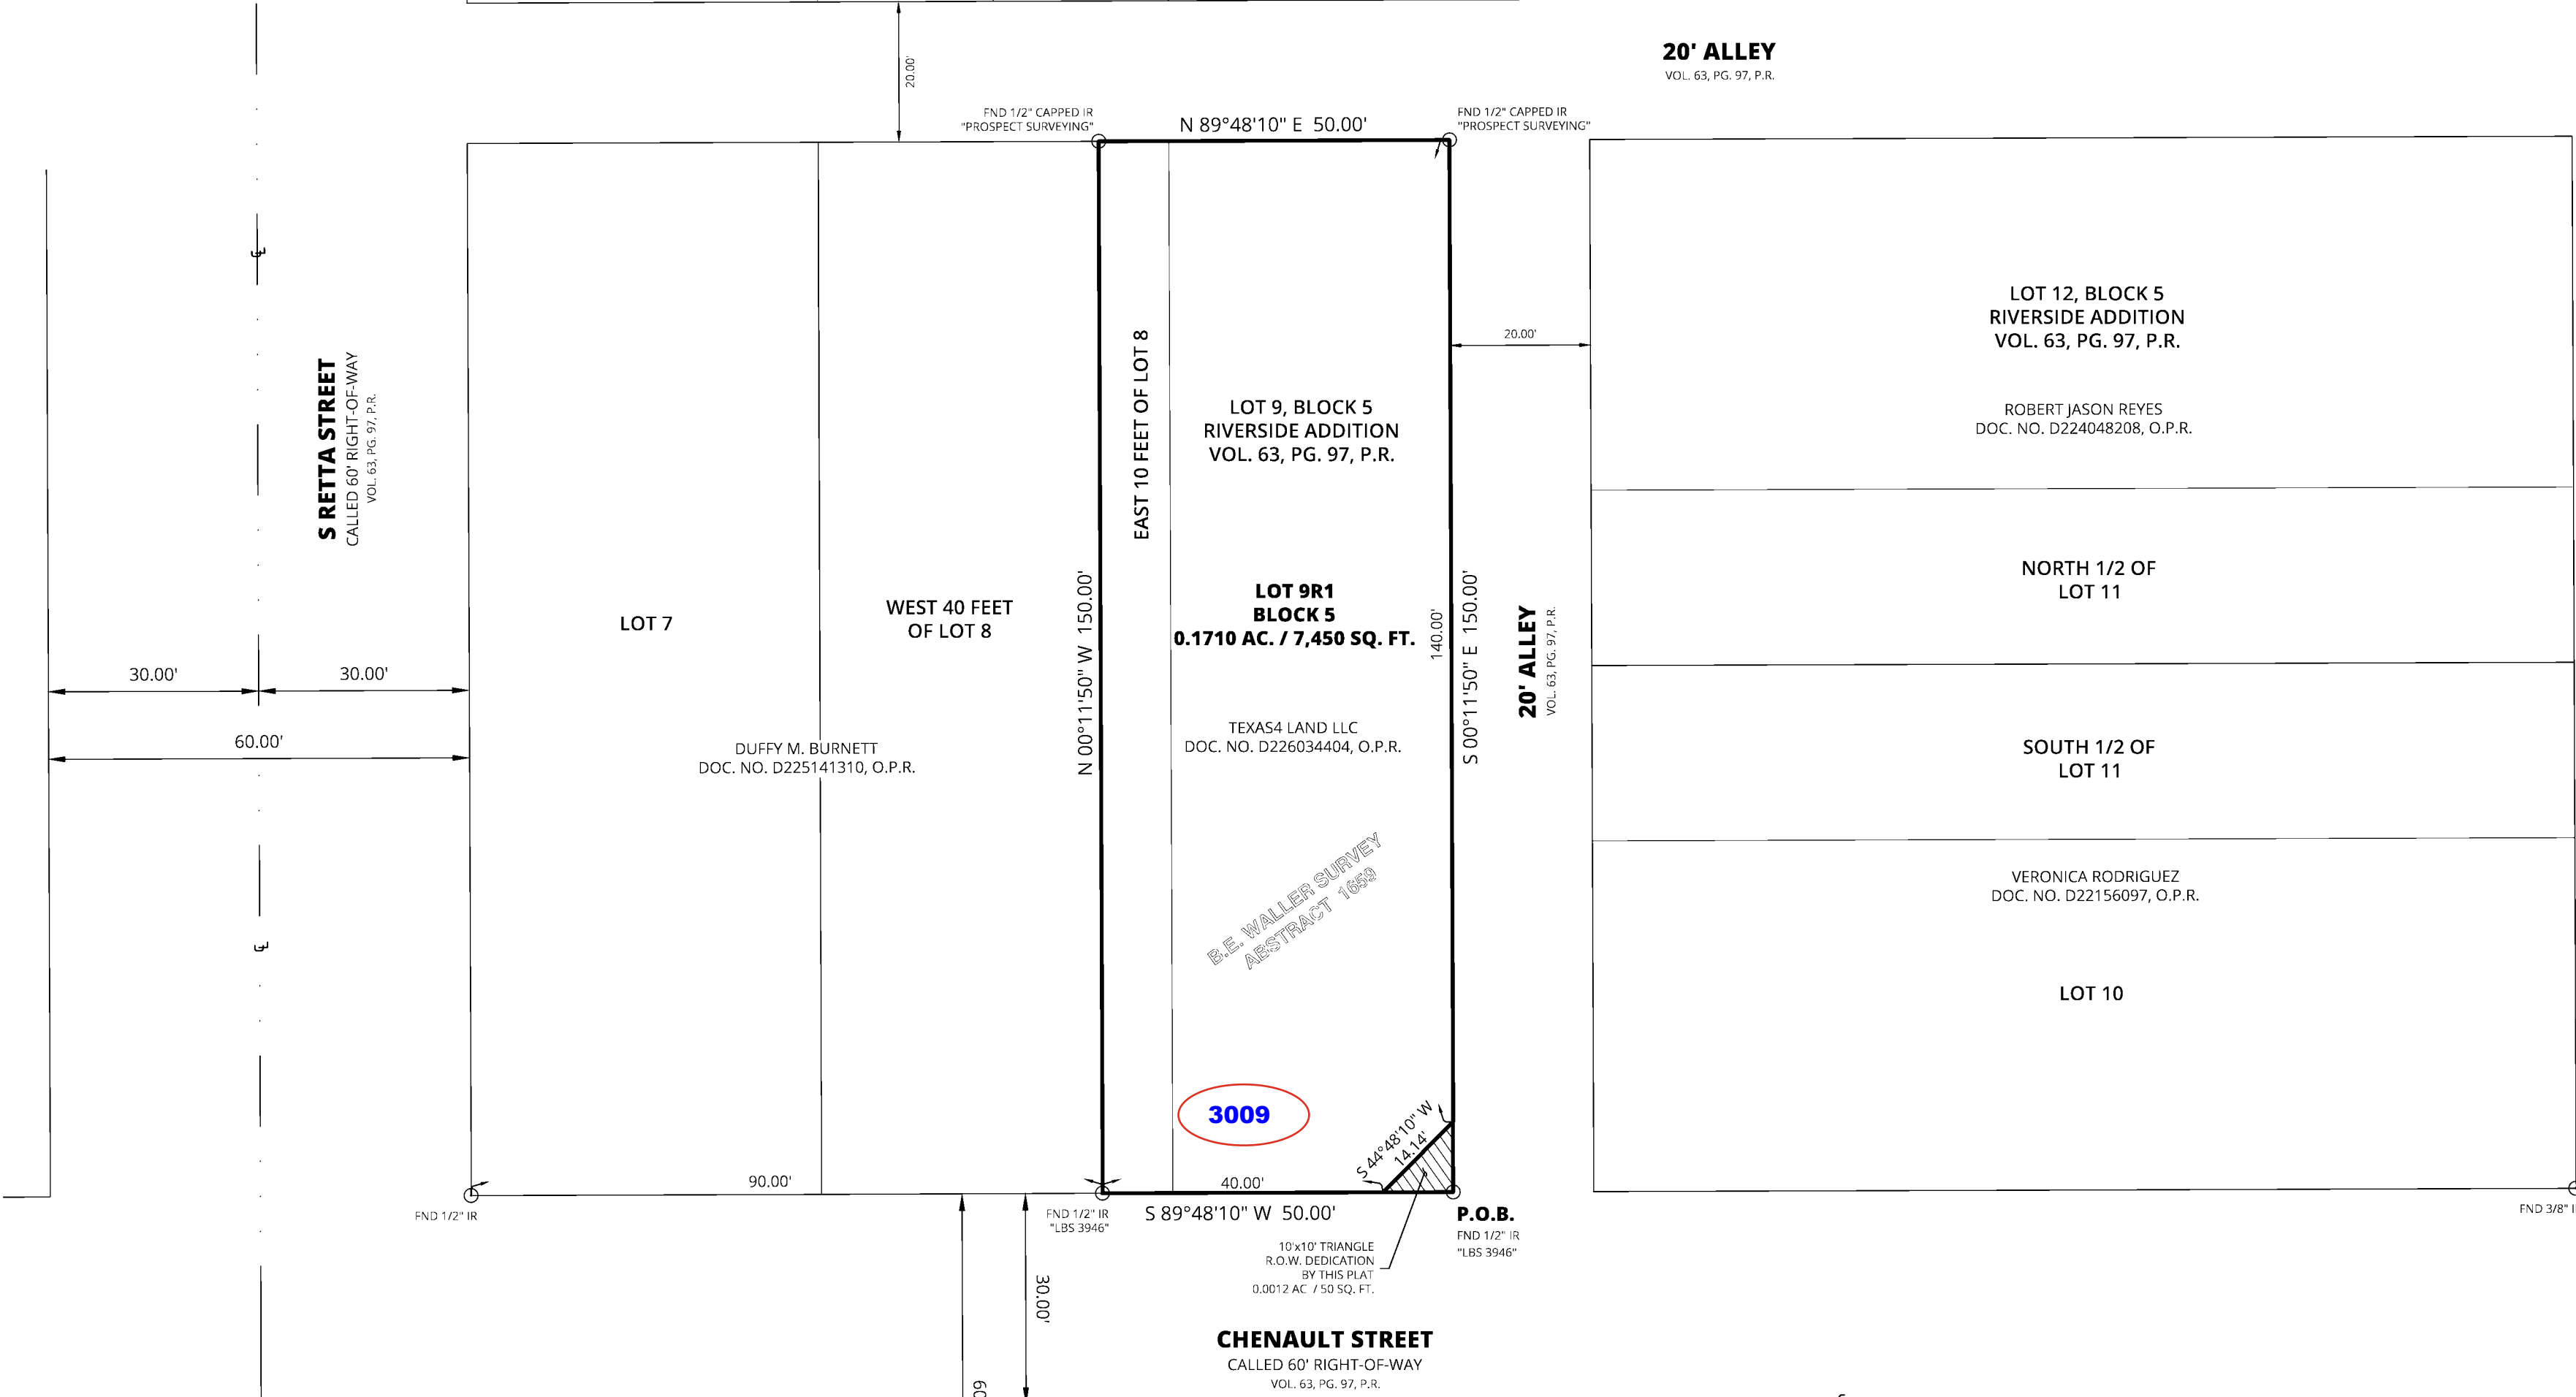 20' ALLEY
VOL. 63, PG. 97, P.R.
20.00'
FND 1/2" CAPPED IR
"PROSPECT SURVEYING"
N 89°48'10" E 50.00'
FND 1/2" CAPPED IR
"PROSPECT SURVEYING"
S RETTA STREET
CALLED 60' RIGHT-OF-WAY
VOL. 63, PG. 97, P.R.
30.00'
30.00'
60.00'
LOT 7
WEST 40 FEET
OF LOT 8
DUFFY M. BURNETT
DOC. NO. D225141310, O.P.R.
N 00°11'50" W 150.00'
EAST 10 FEET OF LOT 8
LOT 9, BLOCK 5
RIVERSIDE ADDITION
VOL. 63, PG. 97, P.R.
LOT 9R1
BLOCK 5
0.1710 AC. / 7,450 SQ. FT.
TEXAS4 LAND LLC
DOC. NO. D226034404, O.P.R.
B.E. WALLER SURVEY
ABSTRACT 1659
3009
140.00'
S 00°11'50" E 150.00'
20' ALLEY
VOL. 63, PG. 97, P.R.
20.00'
LOT 12, BLOCK 5
RIVERSIDE ADDITION
VOL. 63, PG. 97, P.R.
ROBERT JASON REYES
DOC. NO. D224048208, O.P.R.
NORTH 1/2 OF
LOT 11
SOUTH 1/2 OF
LOT 11
VERONICA RODRIGUEZ
DOC. NO. D22156097, O.P.R.
LOT 10
S 44°48'10" W
14.14'
90.00'
40.00'
FND 1/2" IR
FND 1/2" IR
"LBS 3946"
S 89°48'10" W 50.00'
P.O.B.
FND 1/2" IR
"LBS 3946"
FND 3/8" I
10'x10' TRIANGLE
R.O.W. DEDICATION
BY THIS PLAT
0.0012 AC / 50 SQ. FT.
30.00'
60
CHENAULT STREET
CALLED 60' RIGHT-OF-WAY
VOL. 63, PG. 97, P.R.